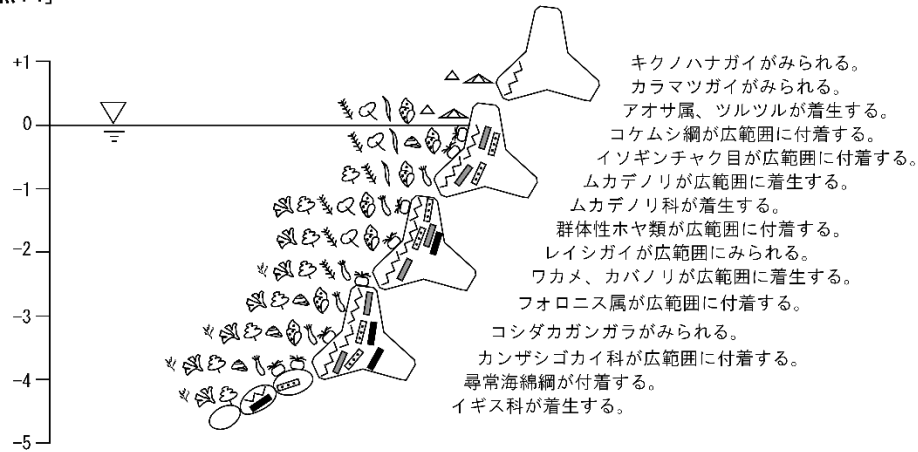 +1
0
-1
-2
-3
-4
-5
キクノハナガイがみられる。
カラマツガイがみられる。
アオサ属、ツルツルが着生する。
コケムシ綱が広範囲に付着する。
イソギンチャク目が広範囲に付着する。
ムカデノリが広範囲に着生する。
ムカデノリ科が着生する。
群体性ホヤ類が広範囲に付着する。
レイシガイが広範囲にみられる。
ワカメ、カバノリが広範囲に着生する。
フォロニス属が広範囲に付着する。
コシダカガンガラがみられる。
カンザシゴカイ科が広範囲に付着する。
尋常海綿綱が付着する。
イギス科が着生する。